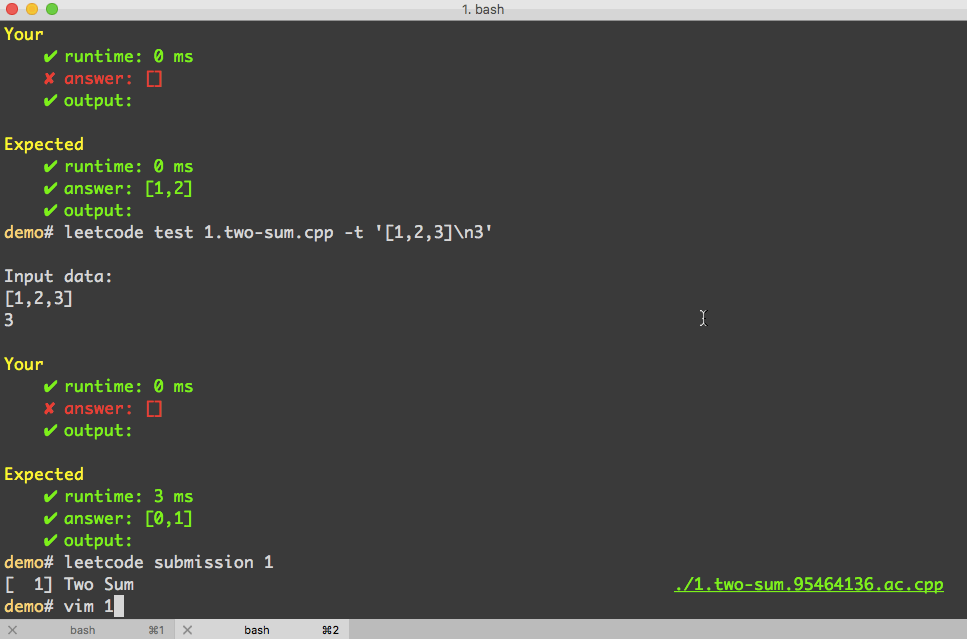 1. bash
Your
✔ runtime: 0 ms
✘ answer: []
✔ output:
Expected
✔ runtime: 0 ms
✔ answer: [1,2]
✔ output:
demo# leetcode test 1.two-sum.cpp -t '[1,2,3]\n3'
Input data:
[1,2,3]
3
Your
✔ runtime: 0 ms
✘ answer: []
✔ output:
Expected
✔ runtime: 3 ms
✔ answer: [0,1]
✔ output:
demo# leetcode submission 1
[  1] Two Sum ./1.two-sum.95464136.ac.cpp
demo# vim 1
bash ⌘1 bash ⌘2